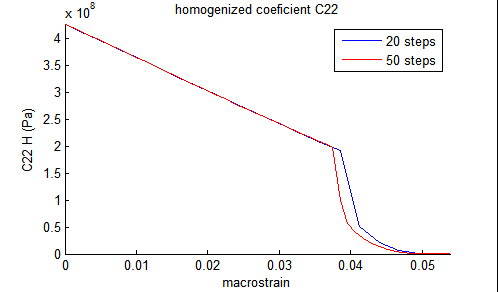 homogenized coeficient C22
x 10^8
4
3.5
3
2.5
2
1.5
1
0.5
0
C22 H (Pa)
20 steps
50 steps
0 0.01 0.02 0.03 0.04 0.05
macrostrain